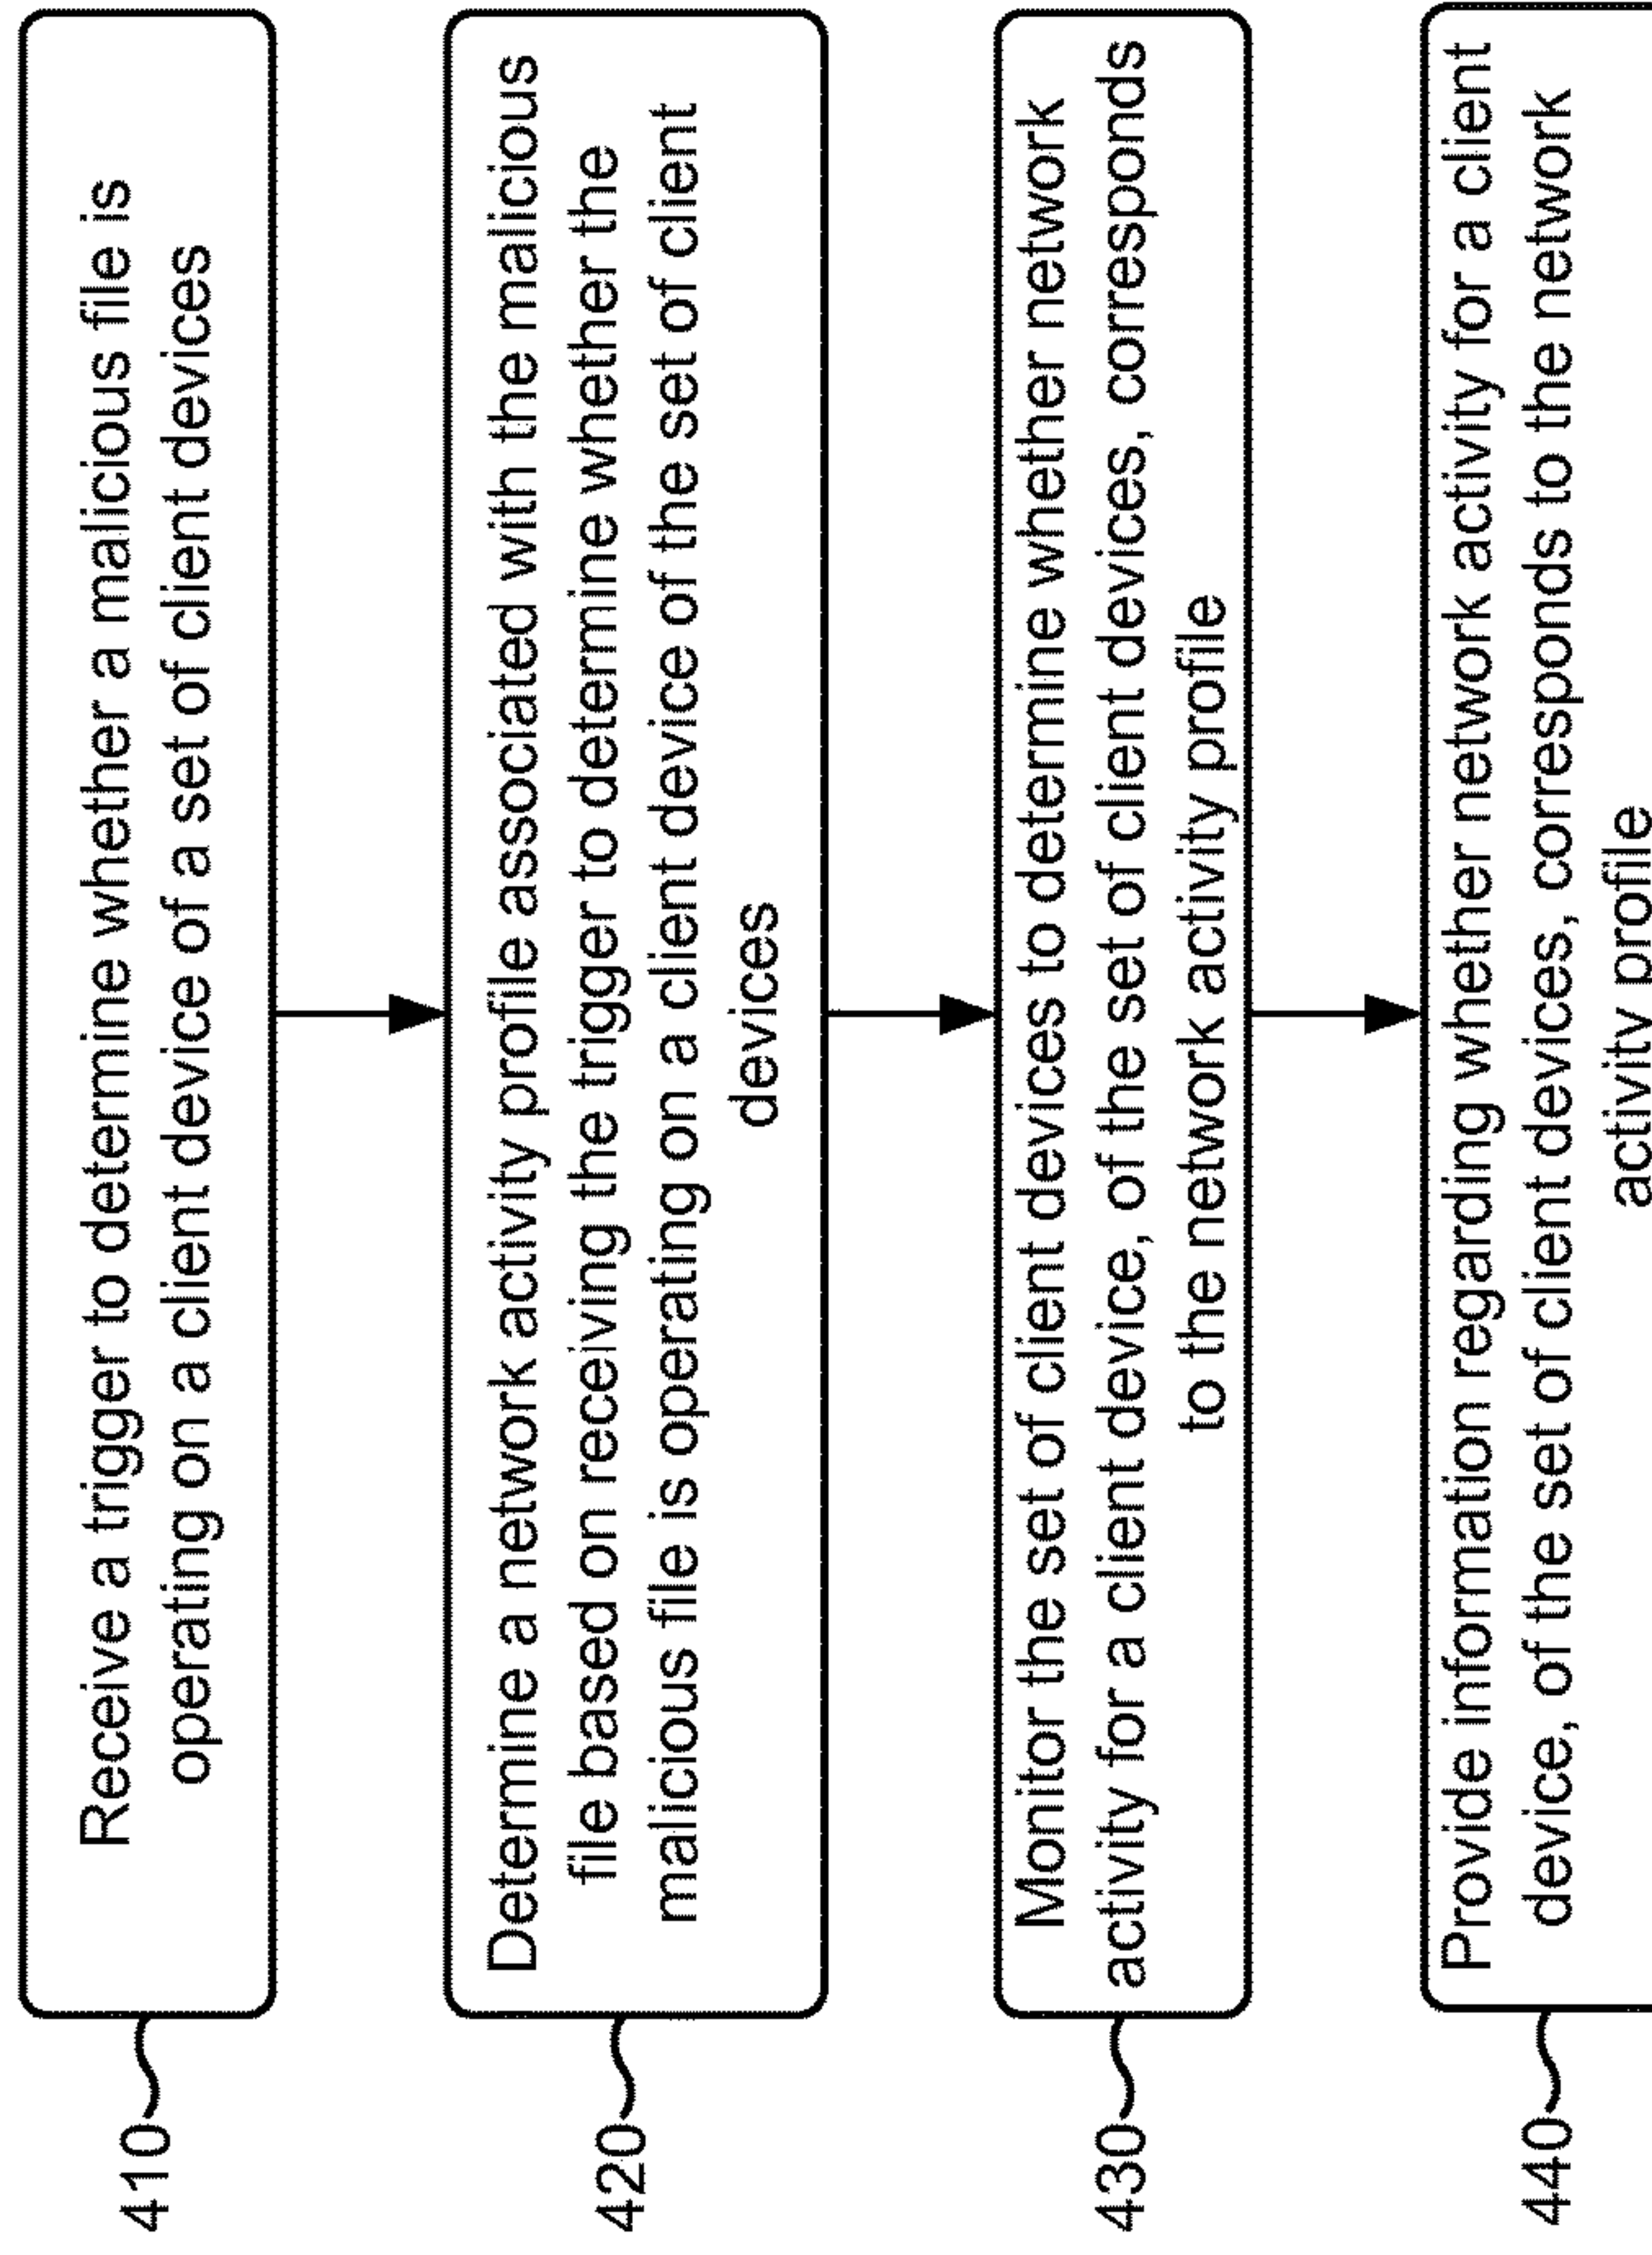 410
Receive a trigger to determine whether a malicious file is
operating on a client device of a set of client devices
420
Determine a network activity profile associated with the malicious
file based on receiving the trigger to determine whether the
malicious file is operating on a client device of the set of client
devices
430
Monitor the set of client devices to determine whether network
activity for a client device, of the set of client devices, corresponds
to the network activity profile
440
Provide information regarding whether network activity for a client
device, of the set of client devices, corresponds to the network
activity profile